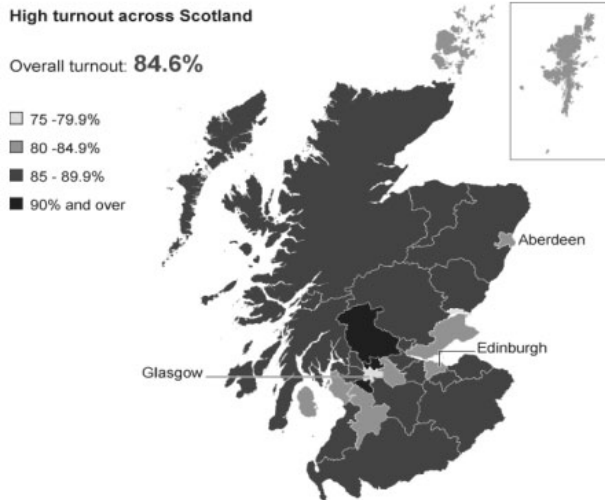 High turnout across Scotland
Overall turnout: 84.6%
75 -79.9%
80 -84.9%
85 - 89.9%
90% and over
Aberdeen
Edinburgh
Glasgow